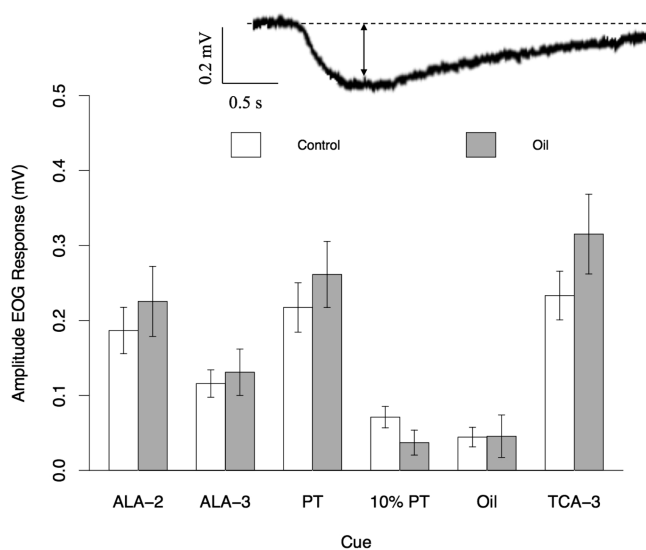 0.2 mV
0.5 s
Control
Oil
Amplitude EOG Response (mV)
0.5
0.4
0.3
0.2
0.1
0.0
ALA−2
ALA−3
PT
10% PT
Oil
TCA−3
Cue